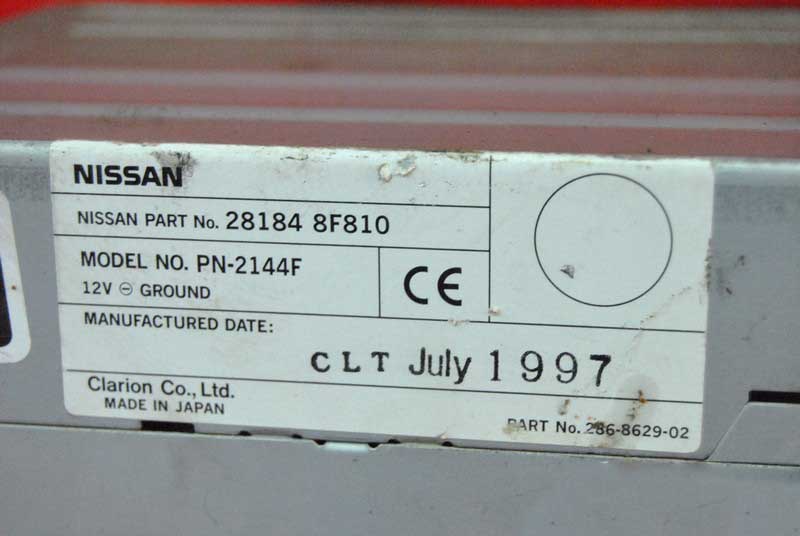 NISSAN
NISSAN PART No. 28184 8F810
MODEL NO. PN-2144F
12V ⊖ GROUND
CE
MANUFACTURED DATE:
CLT July 1997
Clarion Co., Ltd.
MADE IN JAPAN
PART No. 286-8629-02